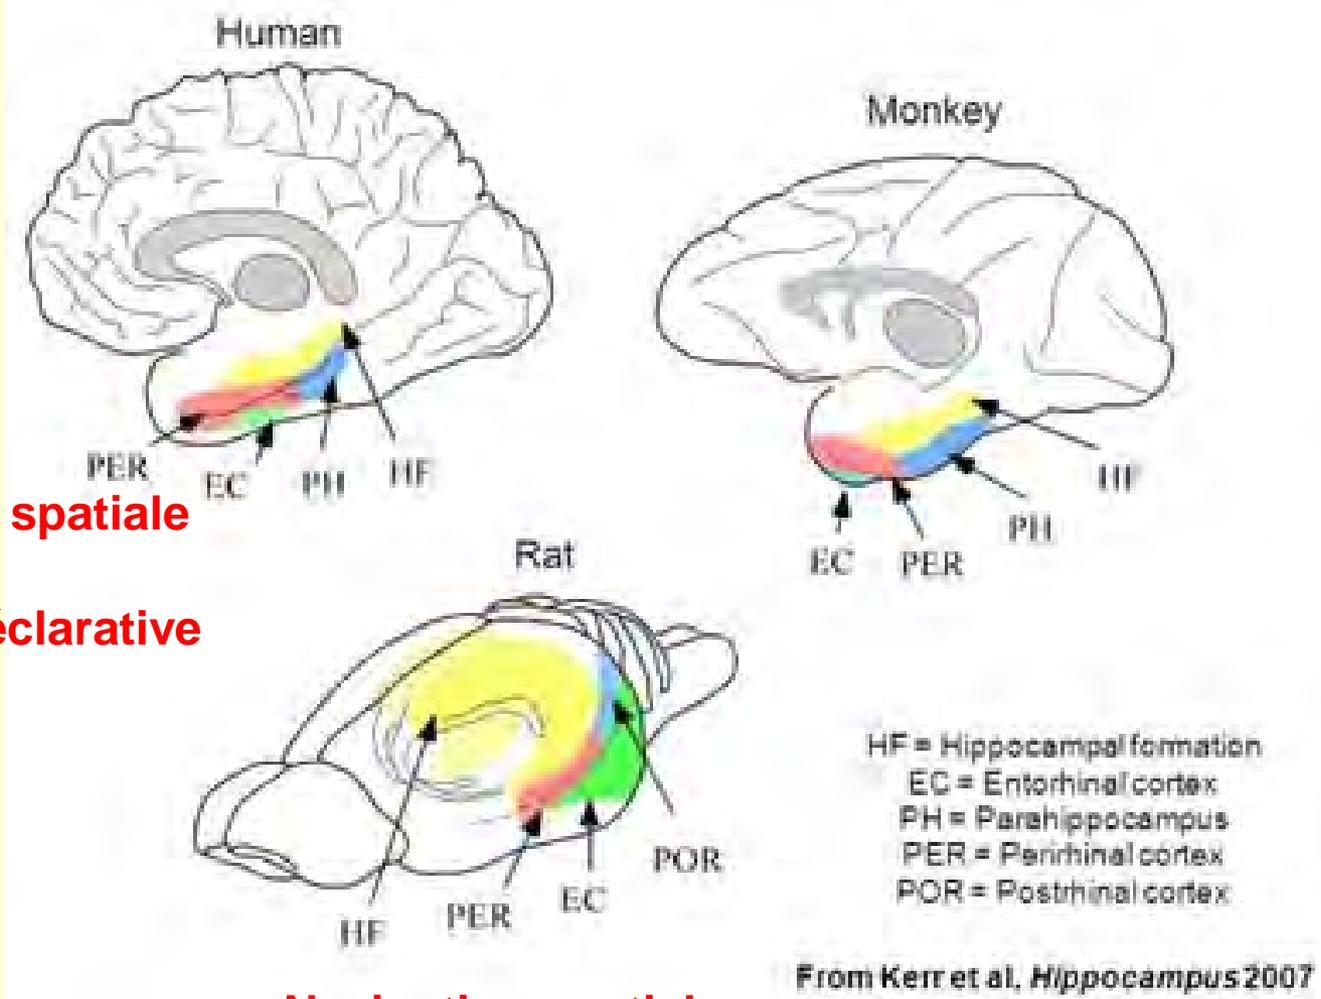 Human
Monkey
PER
EC
PH
HF
HF
PH
EC
PER
spatiale
Rat
éclarative
POR
EC
PER
HF
HF = Hippocampal formation
EC = Entorhinal cortex
PH = Parahippocampus
PER = Perirhinal cortex
POR = Postrhinal cortex
From Kerr et al, Hippocampus 2007